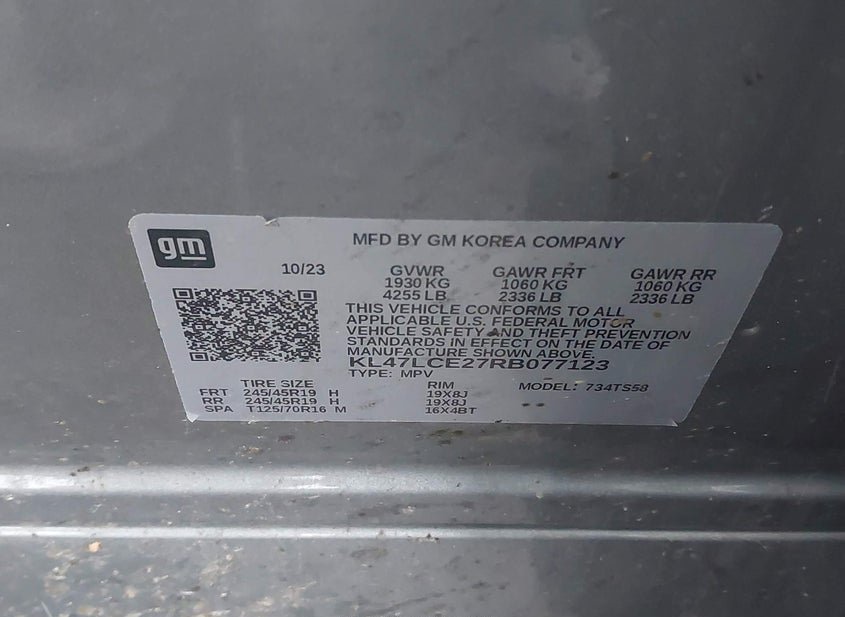 gm
MFD BY GM KOREA COMPANY
10/23 GVWR GAWR FRT GAWR RR
1930 KG 1060 KG 1060 KG
4255 LB 2336 LB 2336 LB
THIS VEHICLE CONFORMS TO ALL
APPLICABLE U.S. FEDERAL MOTOR
VEHICLE SAFETY AND THEFT PREVENTION
STANDARDS IN EFFECT ON THE DATE OF
MANUFACTURE SHOWN ABOVE.
KL47LCE27RB077123
TYPE: MPV
TIRE SIZE RIM MODEL: 734TS58
FRT 245/45R19 H 19X8J
RR 245/45R19 H 19X8J
SPA T125/70R16 M 16X4BT